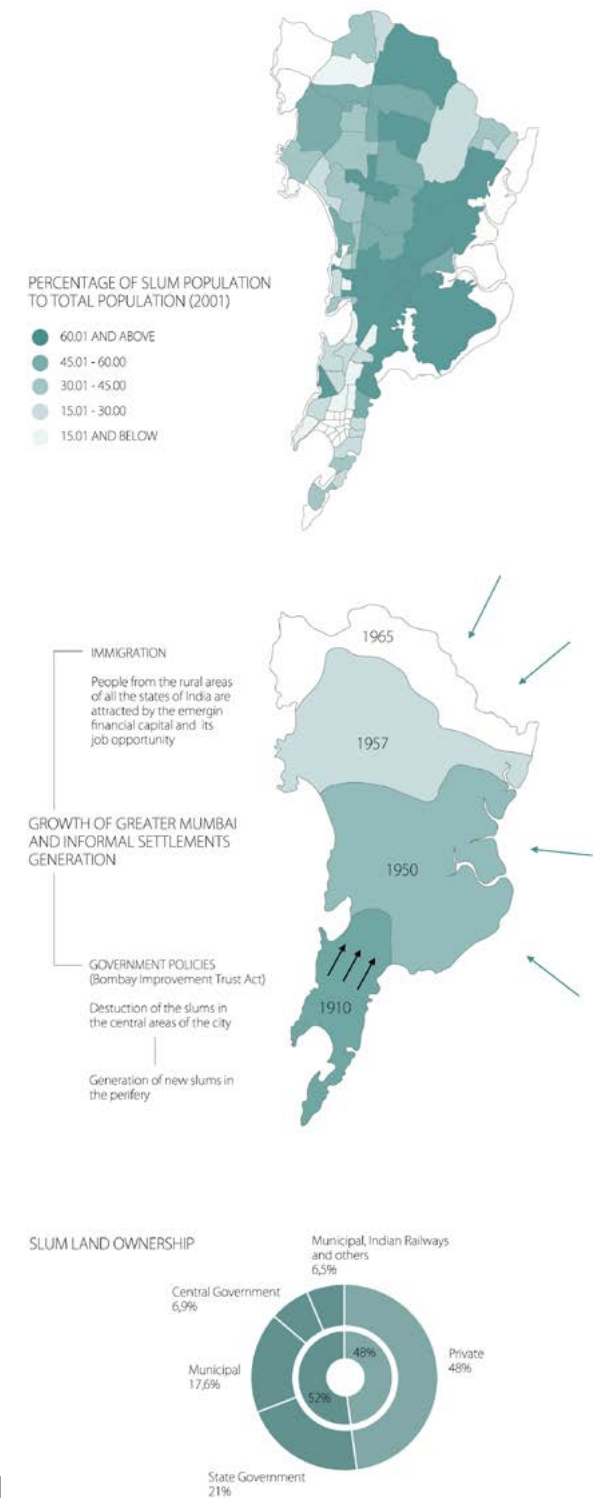 PERCENTAGE OF SLUM POPULATION
TO TOTAL POPULATION (2001)
60.01 AND ABOVE
45.01 - 60.00
30.01 - 45.00
15.01 - 30.00
15.01 AND BELOW
1965
1957
1950
1910
IMMIGRATION
People from the rural areas
of all the states of India are
attracted by the emergin
financial capital and its
job opportunity
GROWTH OF GREATER MUMBAI
AND INFORMAL SETTLEMENTS
GENERATION
GOVERNMENT POLICIES
(Bombay Improvement Trust Act)
Destuction of the slums in
the central areas of the city
Generation of new slums in
the perifery
SLUM LAND OWNERSHIP
Municipal, Indian Railways
and others
6,5%
Central Government
6,9%
Municipal
17,6%
48%
52%
Private
48%
State Government
21%